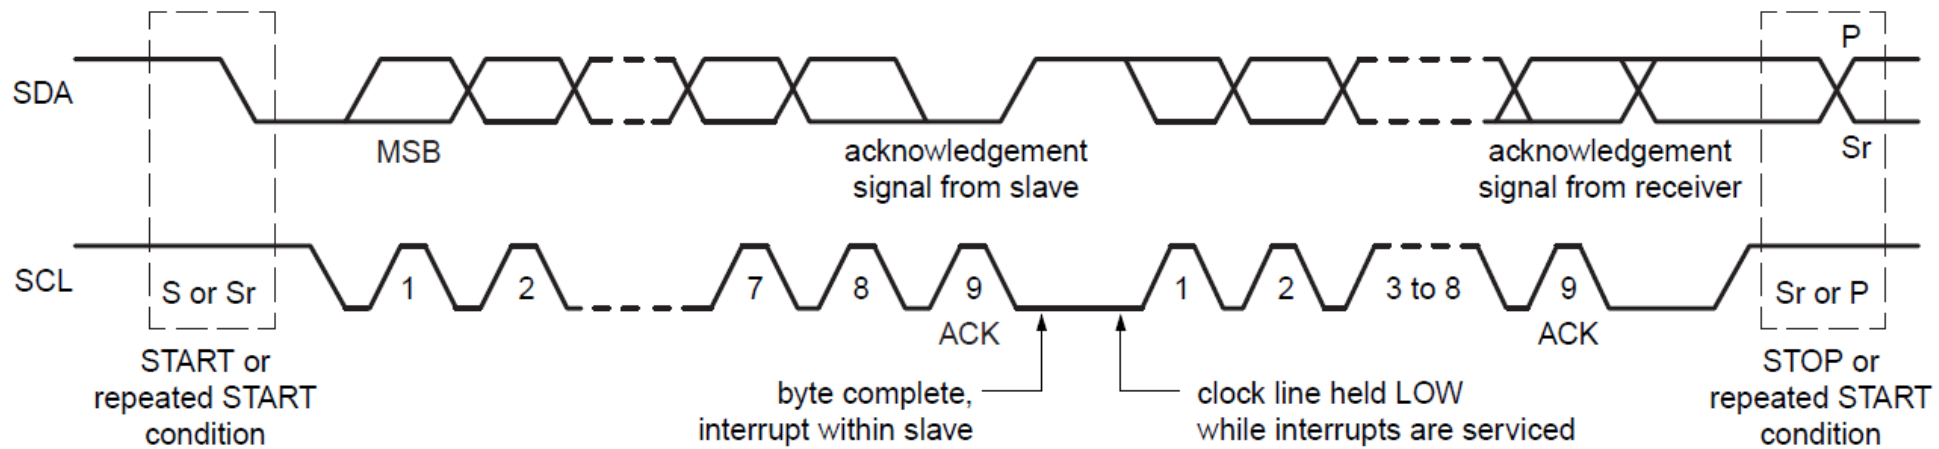 P
SDA
MSB
acknowledgement
signal from slave
acknowledgement
signal from receiver
Sr
SCL
S or Sr
1
2
7
8
9
1
2
3 to 8
9
Sr or P
ACK
ACK
START or
repeated START
condition
byte complete,
interrupt within slave
clock line held LOW
while interrupts are serviced
STOP or
repeated START
condition